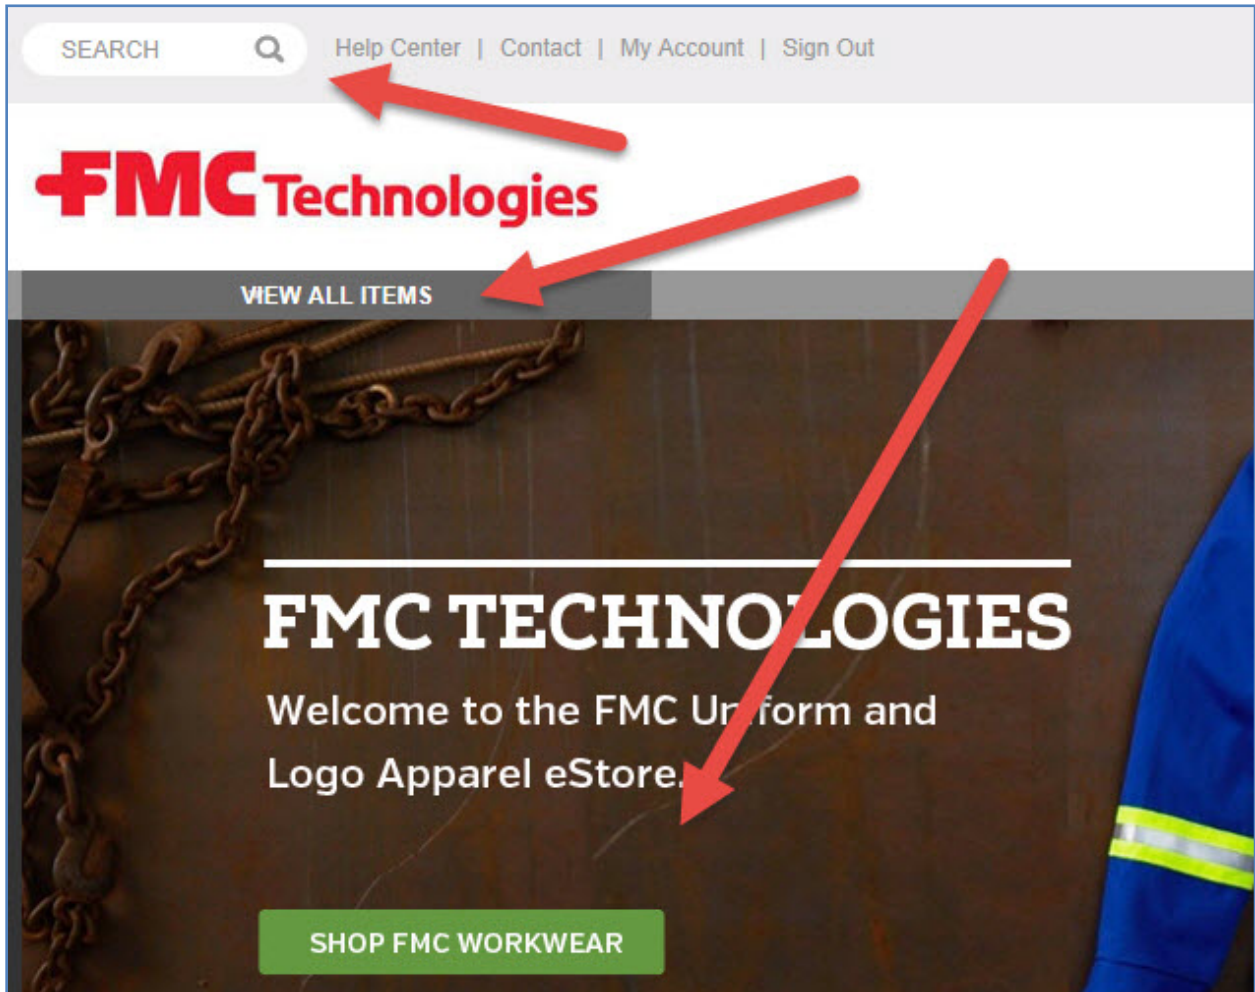 SEARCH
Help Center | Contact | My Account | Sign Out
FMC Technologies
VIEW ALL ITEMS
FMC TECHNOLOGIES
Welcome to the FMC Uniform and
Logo Apparel eStore.
SHOP FMC WORKWEAR